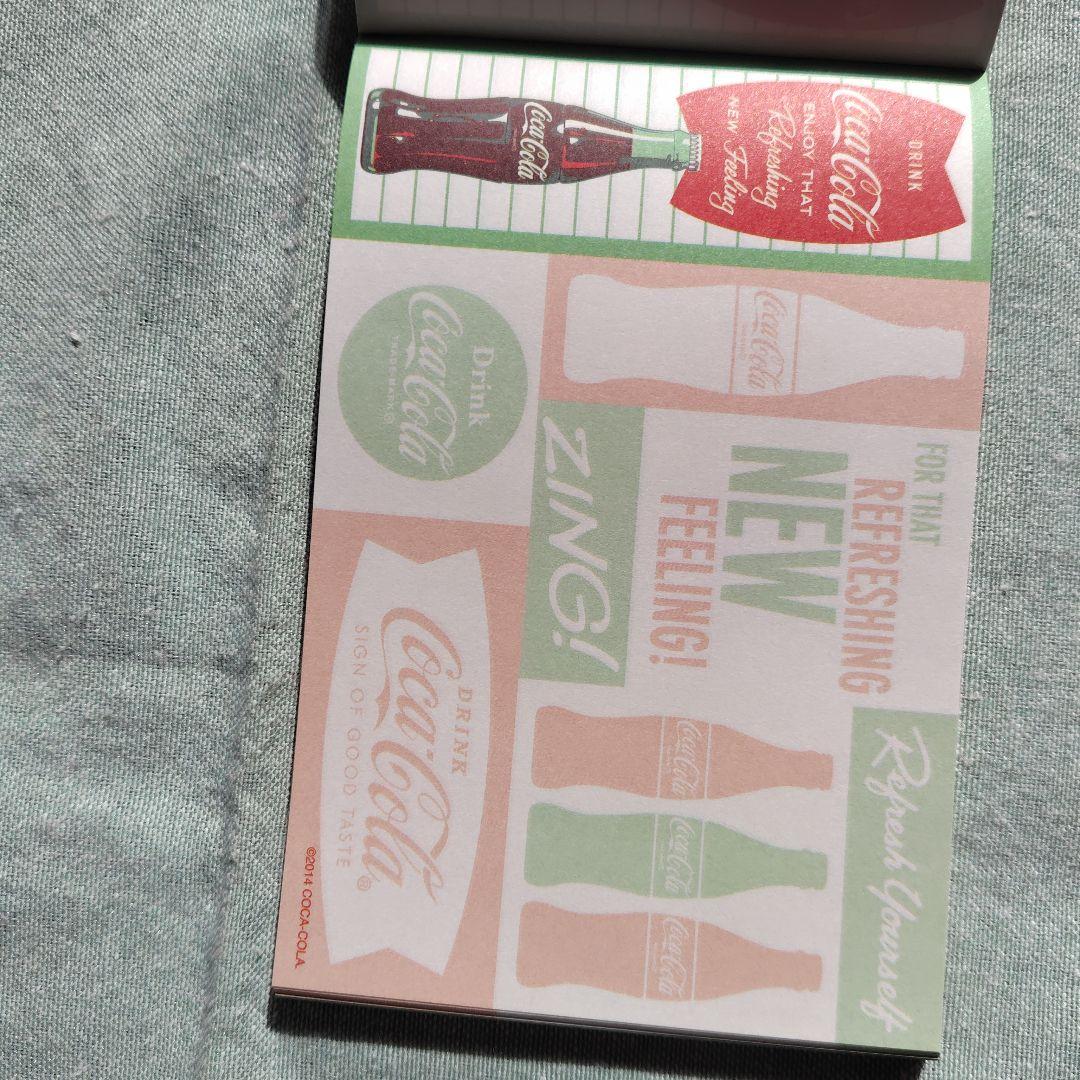 Coca-Cola
DRINK
Coca-Cola
ENJOY THAT
Refreshing
NEW Feeling
Coca-Cola
Drink
Coca-Cola
TRADEMARK®
FOR THAT
REFRESHING
NEW
FEELING!
ZING!
DRINK
Coca-Cola®
SIGN OF GOOD TASTE
Refresh Yourself
Coca-Cola
Coca-Cola
Coca-Cola
©2014 COCA-COLA.